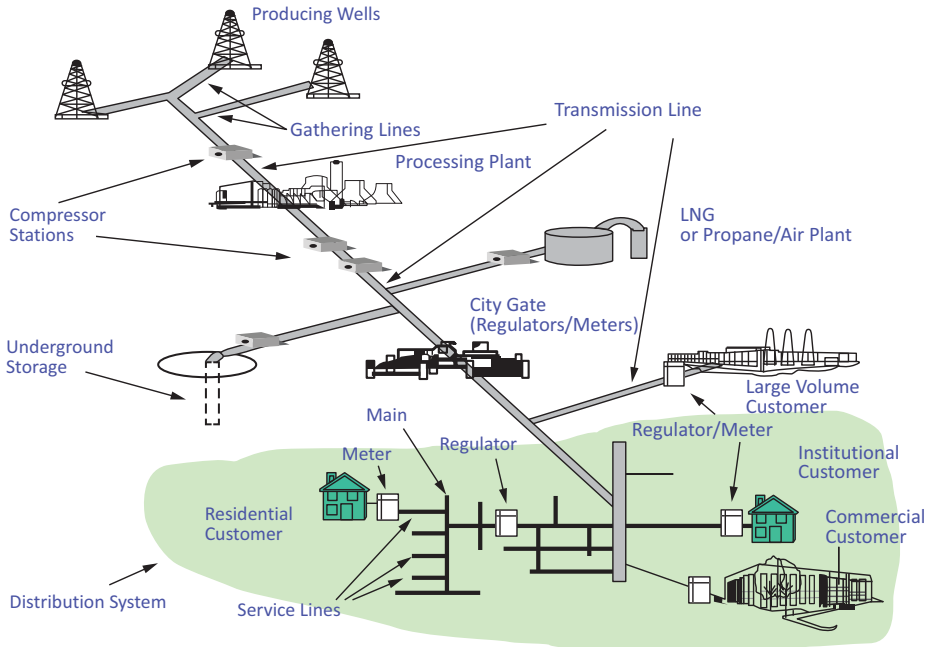 Producing Wells
Gathering Lines
Transmission Line
Processing Plant
Compressor
Stations
LNG
or Propane/Air Plant
City Gate
(Regulators/Meters)
Underground
Storage
Large Volume
Customer
Main
Regulator
Regulator/Meter
Meter
Institutional
Customer
Residential
Customer
Commercial
Customer
Distribution System
Service Lines